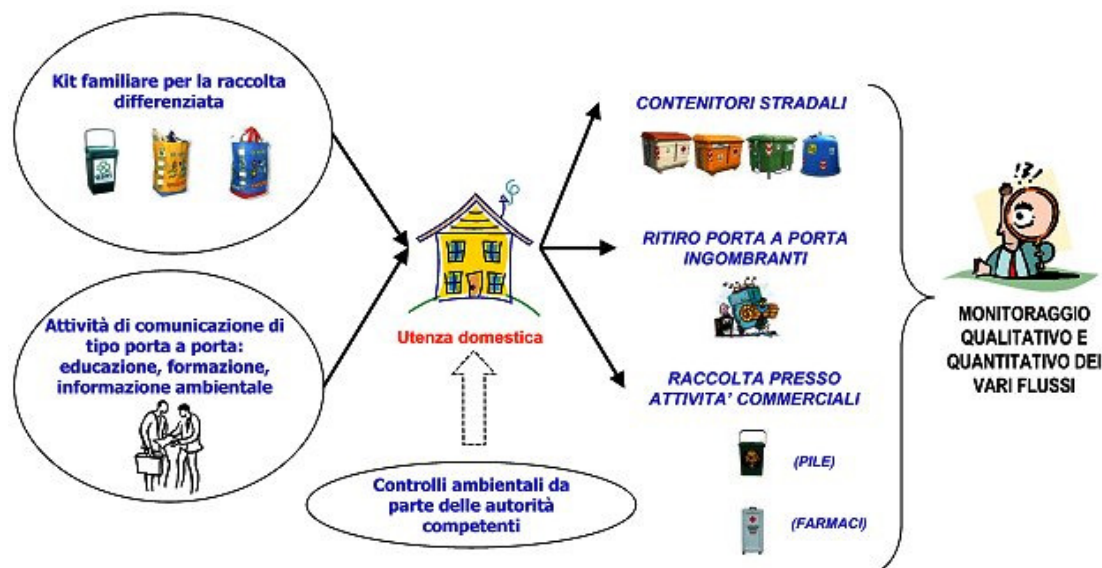 Kit familiare per la raccolta
differenziata
Attività di comunicazione di
tipo porta a porta:
educazione, formazione,
informazione ambientale
Utenza domestica
Controlli ambientali da
parte delle autorità
competenti
CONTENITORI STRADALI
RITIRO PORTA A PORTA
INGOMBRANTI
RACCOLTA PRESSO
ATTIVITA' COMMERCIALI
(PILE)
(FARMACI)
!?!
MONITORAGGIO
QUALITATIVO E
QUANTITATIVO DEI
VARI FLUSSI